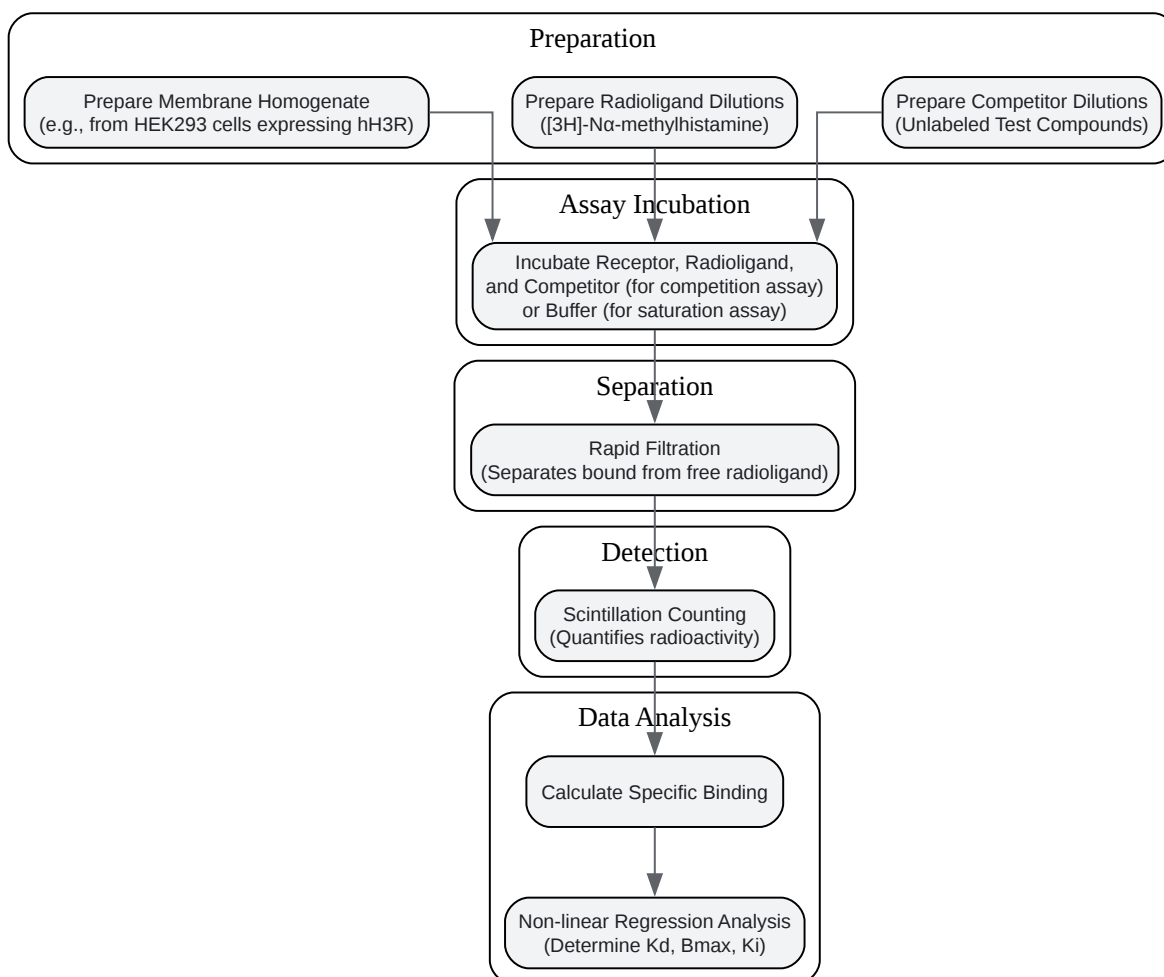 Preparation
Prepare Membrane Homogenate
(e.g., from HEK293 cells expressing hH3R)
Prepare Radioligand Dilutions
([3H]-Nα-methylhistamine)
Prepare Competitor Dilutions
(Unlabeled Test Compounds)
Assay Incubation
Incubate Receptor, Radioligand,
and Competitor (for competition assay)
or Buffer (for saturation assay)
Separation
Rapid Filtration
(Separates bound from free radioligand)
Detection
Scintillation Counting
(Quantifies radioactivity)
Data Analysis
Calculate Specific Binding
Non-linear Regression Analysis
(Determine Kd, Bmax, Ki)